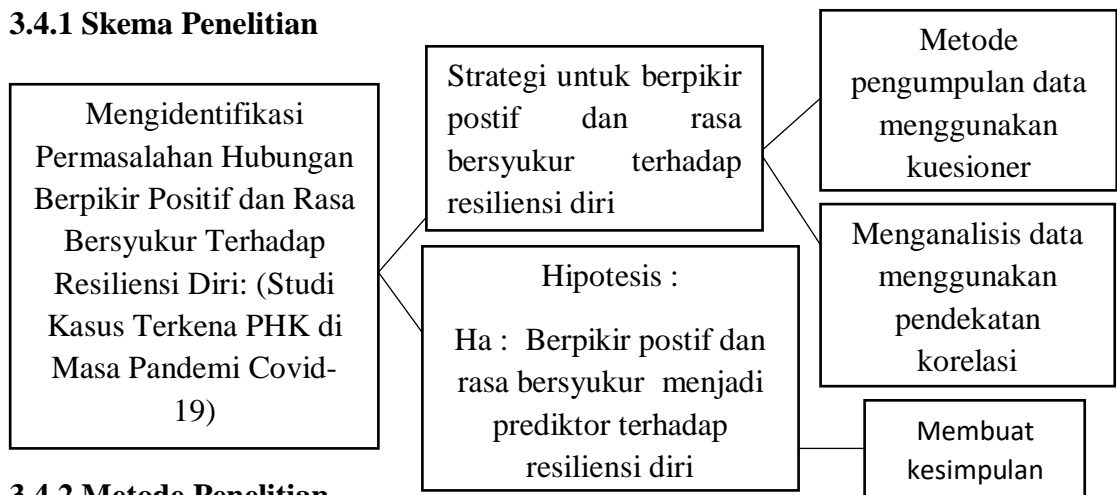 3.4.1 Skema Penelitian
Mengidentifikasi
Permasalahan Hubungan
Berpikir Positif dan Rasa
Bersyukur Terhadap
Resiliensi Diri: (Studi
Kasus Terkena PHK di
Masa Pandemi Covid-
19)
Strategi untuk berpikir
postif dan rasa
bersyukur terhadap
resiliensi diri
Hipotesis :
Ha : Berpikir postif dan
rasa bersyukur menjadi
prediktor terhadap
resiliensi diri
Metode
pengumpulan data
menggunakan
kuesioner
Menganalisis data
menggunakan
pendekatan
korelasi
Membuat
kesimpulan
3.4.2 Metode Penelitian